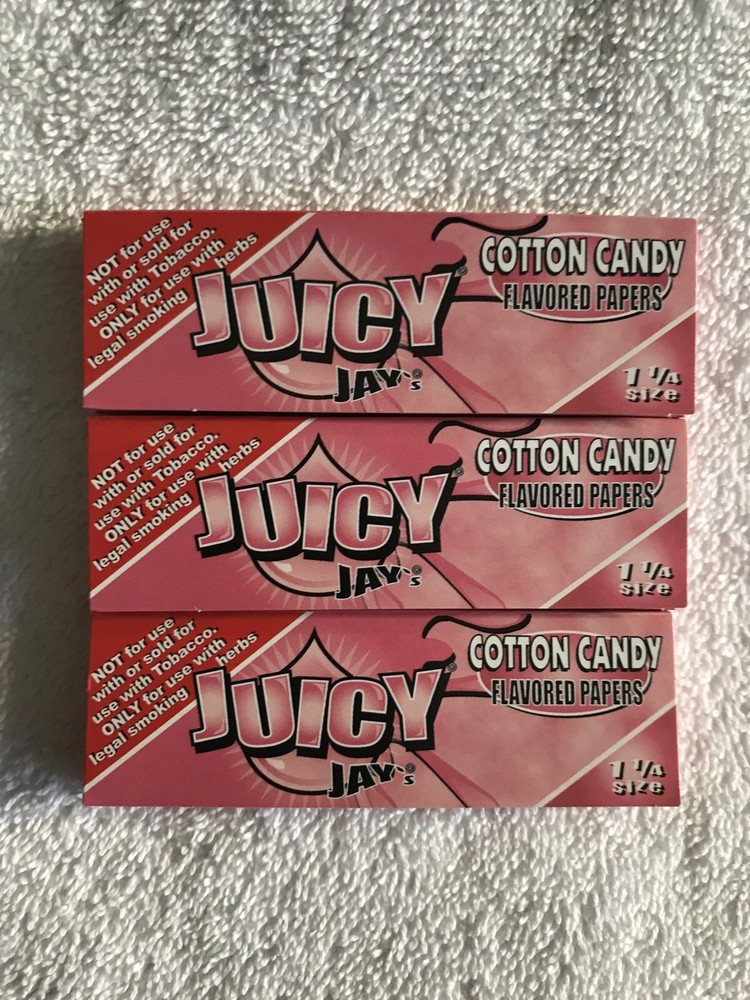 NOT for use
with or sold for
use with Tobacco.
ONLY for use with
legal smoking herbs
JUICY®
JAY's®
COTTON CANDY
FLAVORED PAPERS
1 1/4
size
NOT for use
with or sold for
use with Tobacco.
ONLY for use with
legal smoking herbs
JUICY®
JAY's®
COTTON CANDY
FLAVORED PAPERS
1 1/4
size
NOT for use
with or sold for
use with Tobacco.
ONLY for use with
legal smoking herbs
JUICY®
JAY's®
COTTON CANDY
FLAVORED PAPERS
1 1/4
size